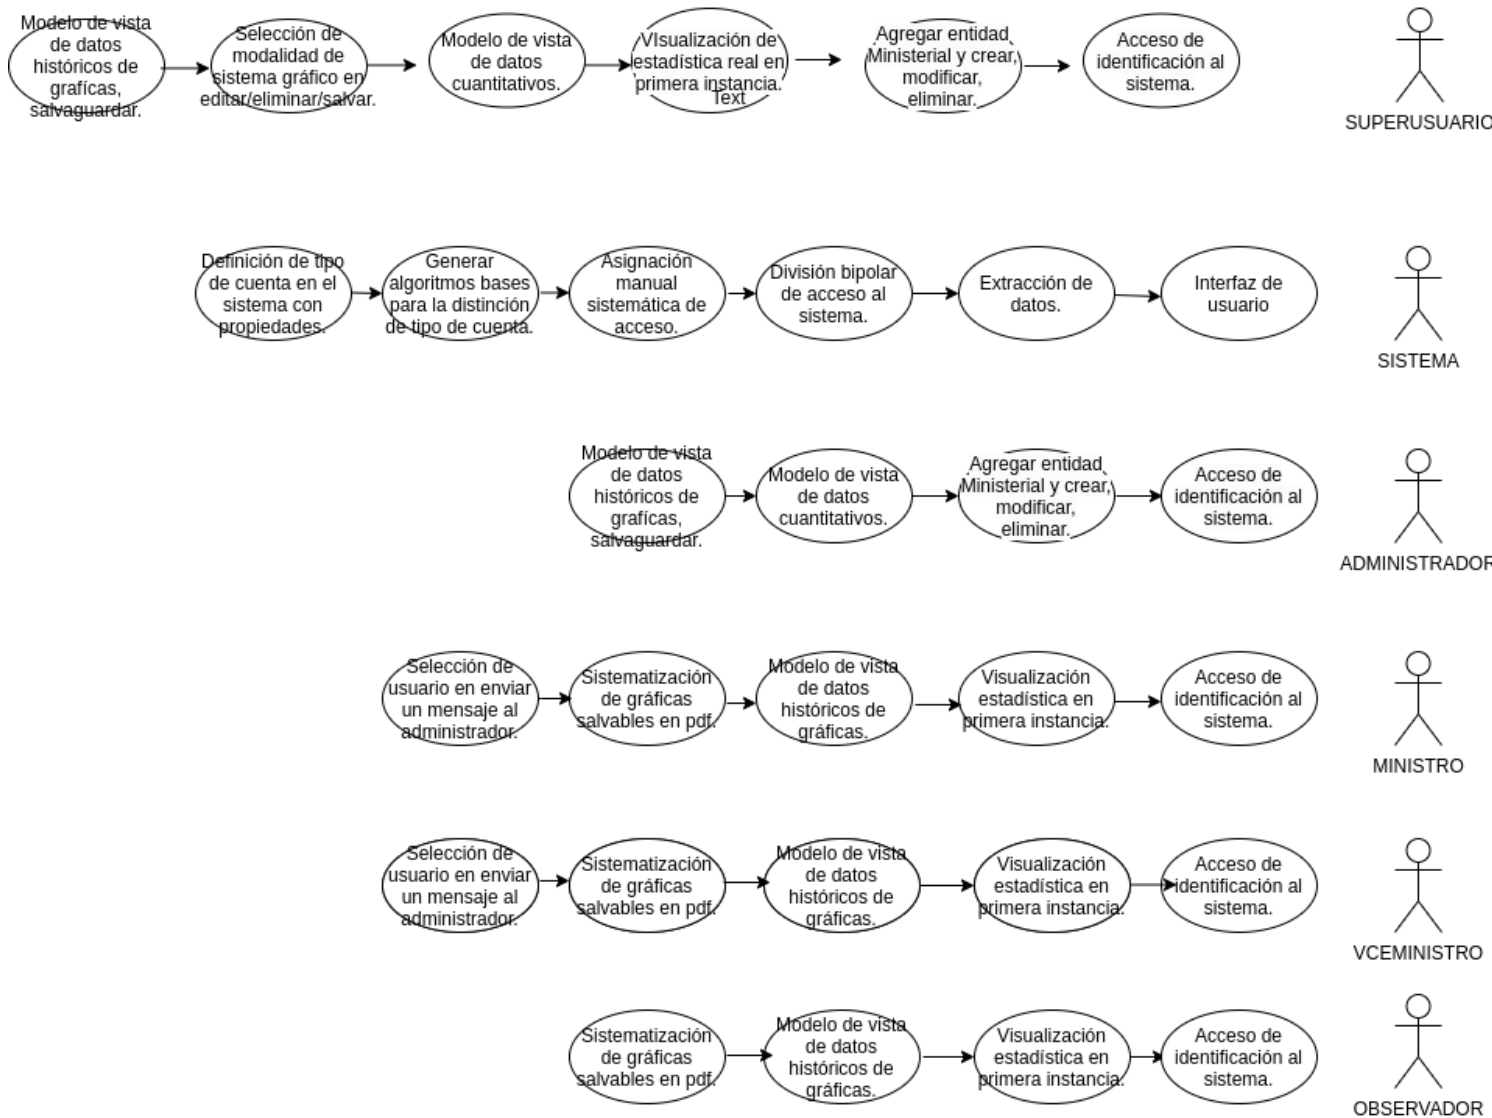 Modelo de vista
de datos
históricos de
grafícas,
salvaguardar.
Selección de
modalidad de
sistema gráfico en
editar/eliminar/salvar.
Modelo de vista
de datos
cuantitativos.
VIsualización de
estadística real en
primera instancia.
Text
Agregar entidad
Ministerial y crear,
modificar,
eliminar.
Acceso de
identificación al
sistema.
SUPERUSUARIO
Definición de tipo
de cuenta en el
sistema con
propiedades.
Generar
algoritmos bases
para la distinción
de tipo de cuenta.
Asignación
manual
sistemática de
acceso.
División bipolar
de acceso al
sistema.
Extracción de
datos.
Interfaz de
usuario
SISTEMA
Modelo de vista
de datos
históricos de
grafícas,
salvaguardar.
Modelo de vista
de datos
cuantitativos.
Agregar entidad
Ministerial y crear,
modificar,
eliminar.
Acceso de
identificación al
sistema.
ADMINISTRADOR
Selección de
usuario en enviar
un mensaje al
administrador.
Sistematización
de gráficas
salvables en pdf.
Modelo de vista
de datos
históricos de
gráficas.
Visualización
estadística en
primera instancia.
Acceso de
identificación al
sistema.
MINISTRO
Selección de
usuario en enviar
un mensaje al
administrador.
Sistematización
de gráficas
salvables en pdf.
Modelo de vista
de datos
históricos de
gráficas.
Visualización
estadística en
primera instancia.
Acceso de
identificación al
sistema.
VCEMINISTRO
Sistematización
de gráficas
salvables en pdf.
Modelo de vista
de datos
históricos de
gráficas.
Visualización
estadística en
primera instancia.
Acceso de
identificación al
sistema.
OBSERVADOR